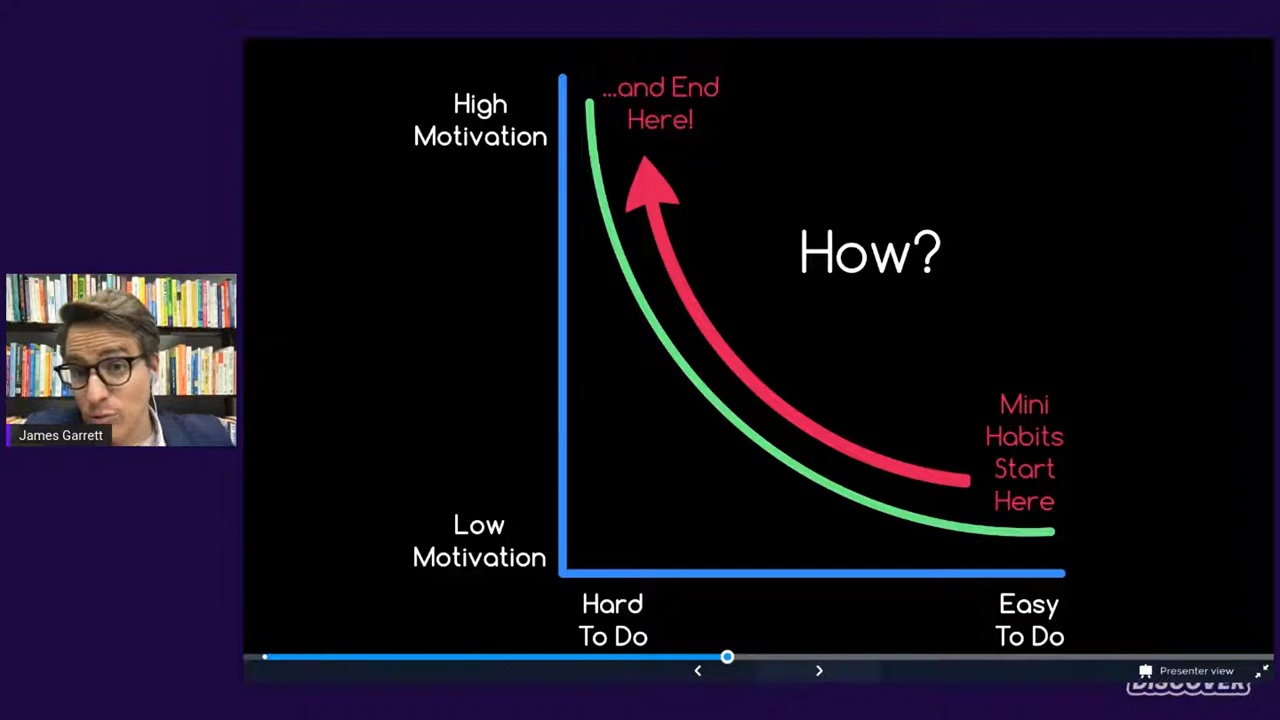 ...and End
Here!
High
Motivation
How?
Mini
Habits
Start
Here
James Garrett
Low
Motivation
Hard
To Do
Easy
To Do
Presenter view
DISCOVER